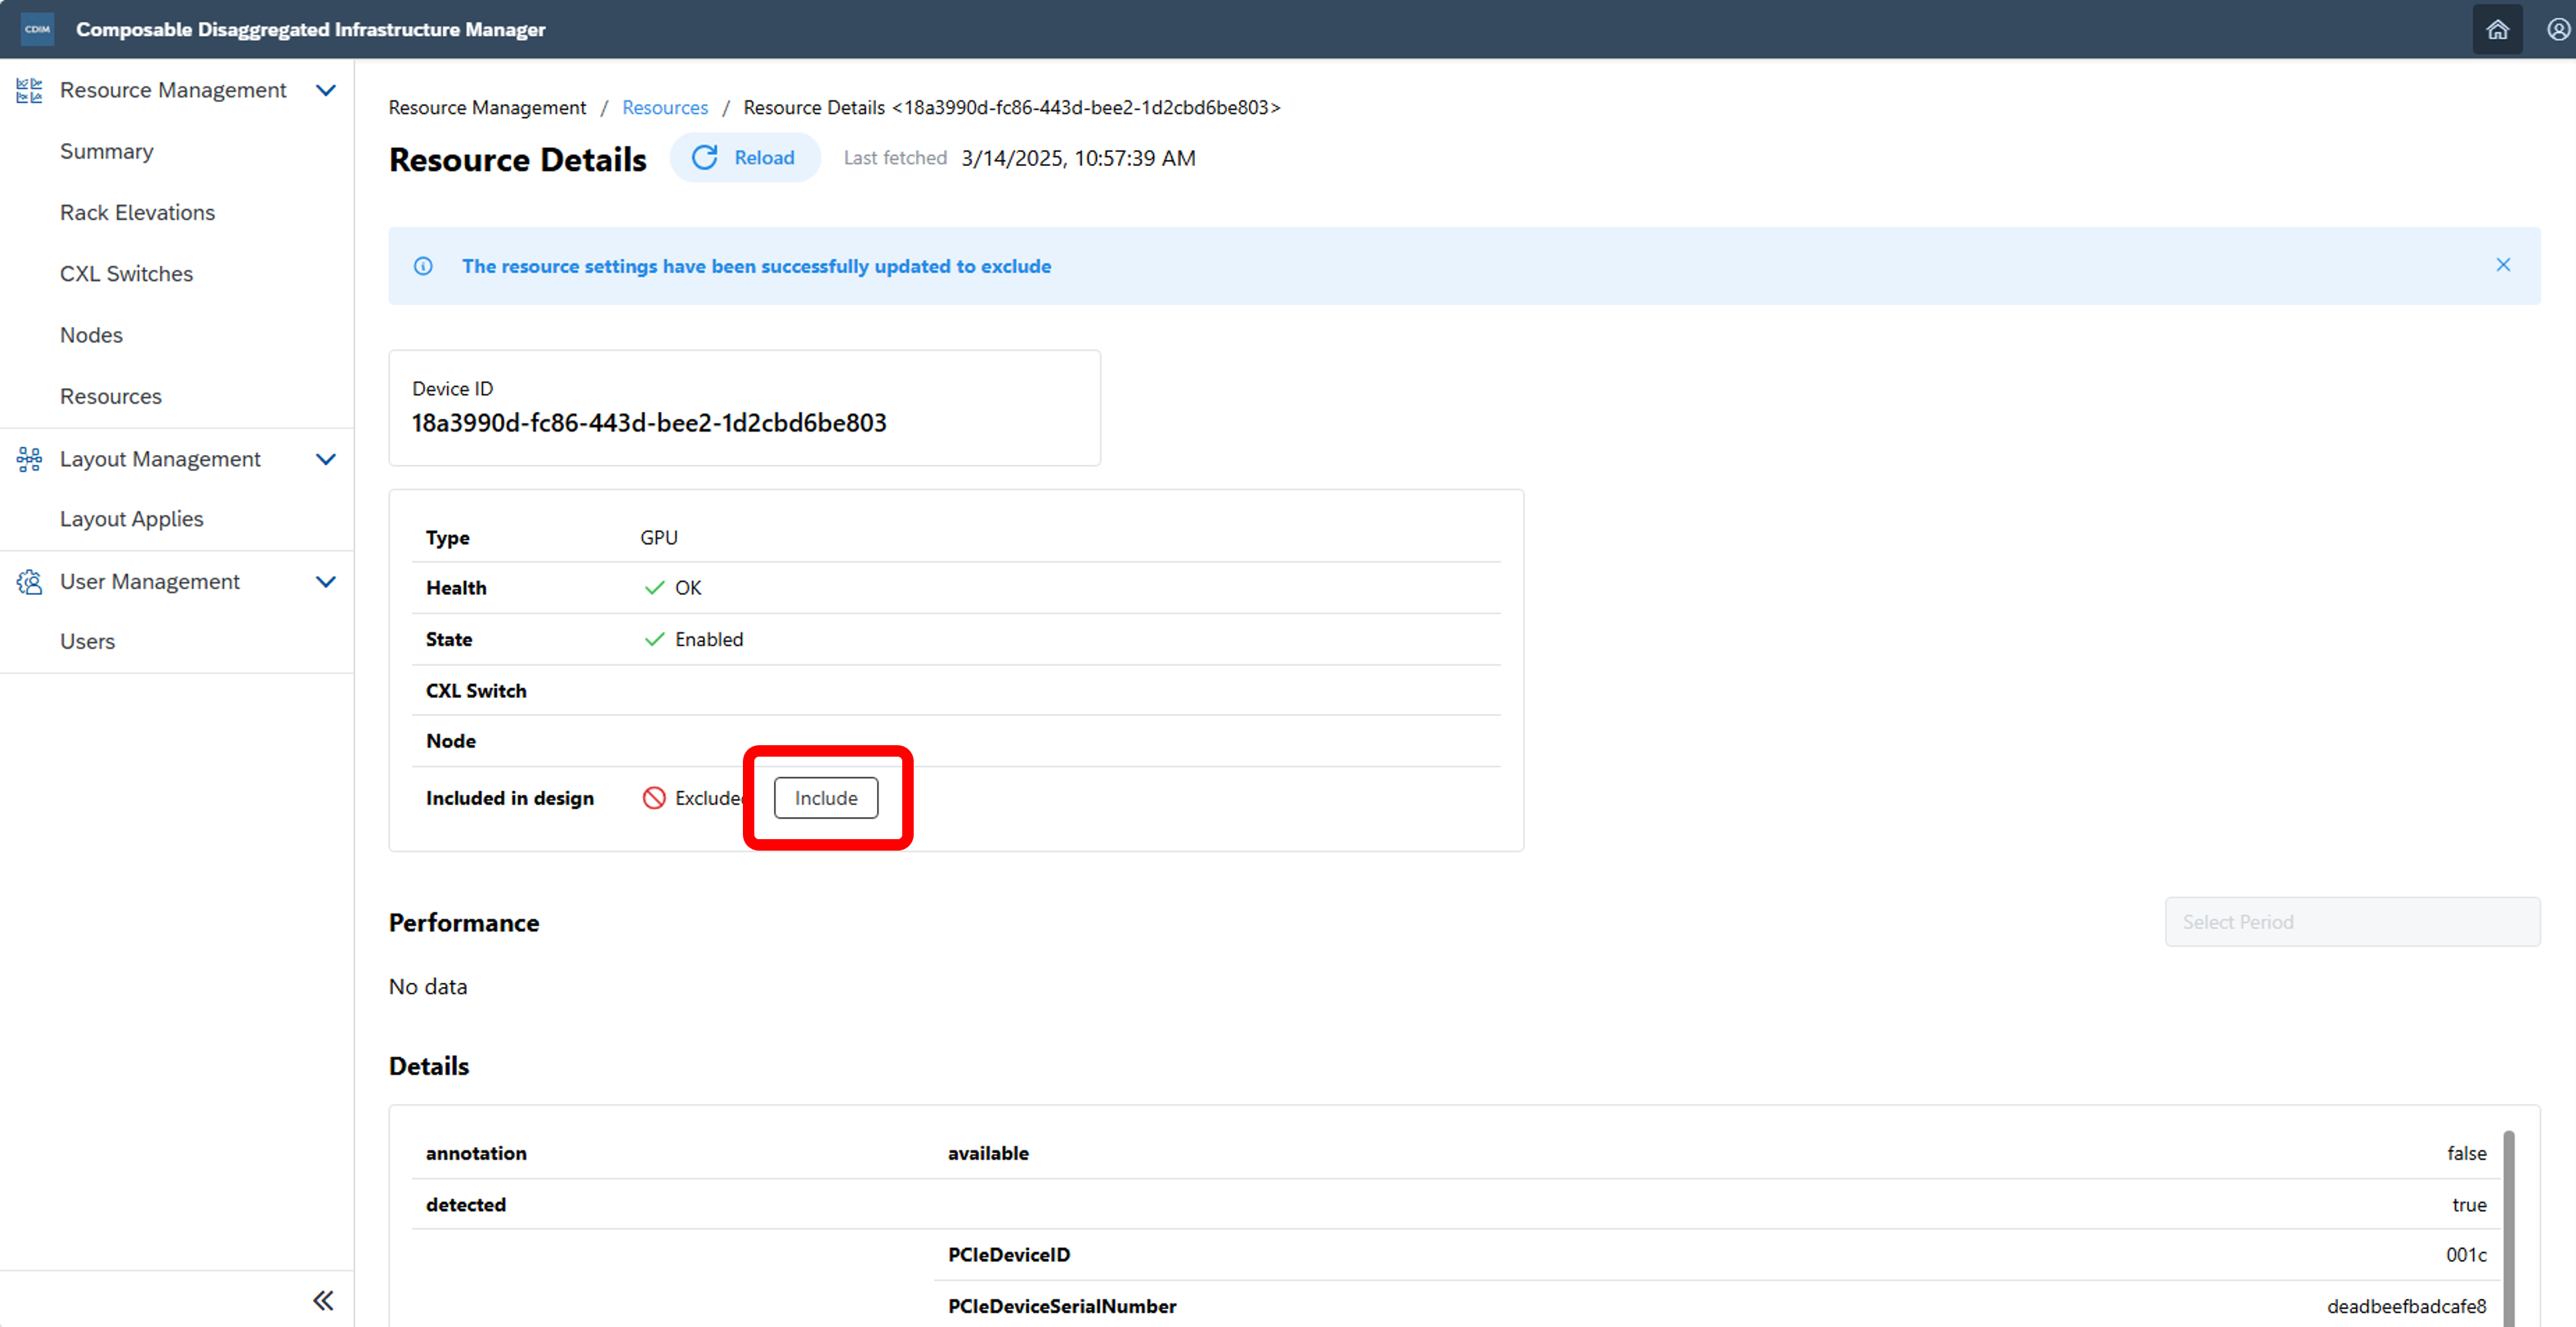 CDIM Composable Disaggregated Infrastructure Manager
Resource Management
Summary
Rack Elevations
CXL Switches
Nodes
Resources
Layout Management
Layout Applies
User Management
Users
Resource Management / Resources / Resource Details <18a3990d-fc86-443d-bee2-1d2cbd6be803>
Resource Details Reload Last fetched 3/14/2025, 10:57:39 AM
The resource settings have been successfully updated to exclude
Device ID
18a3990d-fc86-443d-bee2-1d2cbd6be803
Type GPU
Health OK
State Enabled
CXL Switch
Node
Included in design Excluded Include
Performance Select Period
No data
Details
annotation available false
detected true
PCIeDeviceID 001c
PCIeDeviceSerialNumber deadbeefbadcafe8